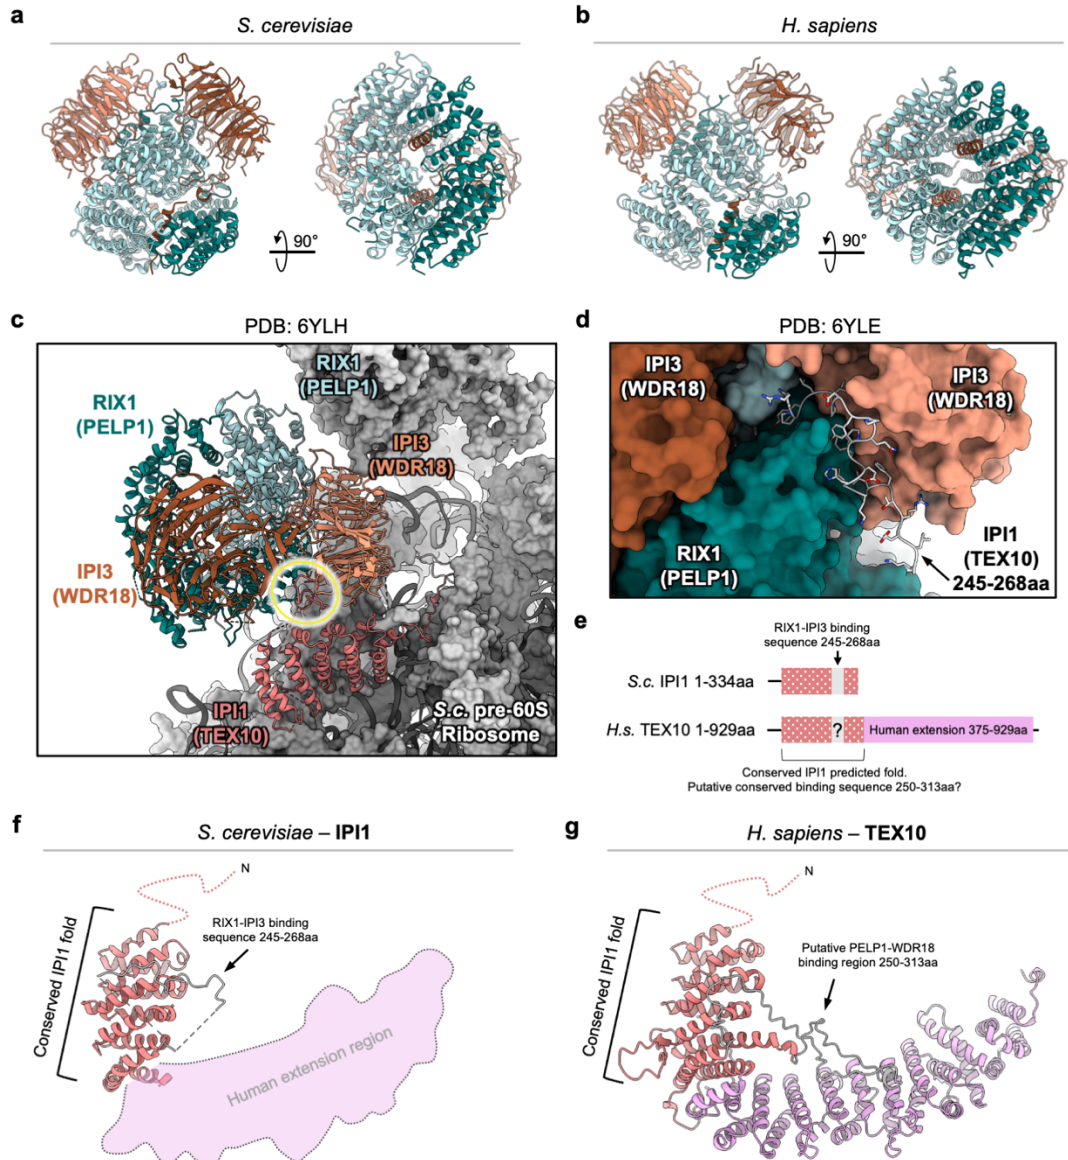 a
S. cerevisiae
90°
b
H. sapiens
90°
c
PDB: 6YLH
RIX1
(PELP1)
RIX1
(PELP1)
IPI3
(WDR18)
IPI3
(WDR18)
IPI1
(TEX10)
S.c. pre-60S
Ribosome
d
PDB: 6YLE
IPI3
(WDR18)
IPI3
(WDR18)
RIX1
(PELP1)
IPI1
(TEX10)
245-268aa
e
RIX1-IPI3 binding
sequence 245-268aa
S.c. IPI1 1-334aa
H.s. TEX10 1-929aa
?
Human extension 375-929aa
Conserved IPI1 predicted fold.
Putative conserved binding sequence 250-313aa?
f
S. cerevisiae – IPI1
N
Conserved IPI1 fold
RIX1-IPI3 binding
sequence 245-268aa
Human extension region
g
H. sapiens – TEX10
N
Conserved IPI1 fold
Putative PELP1-WDR18
binding region 250-313aa